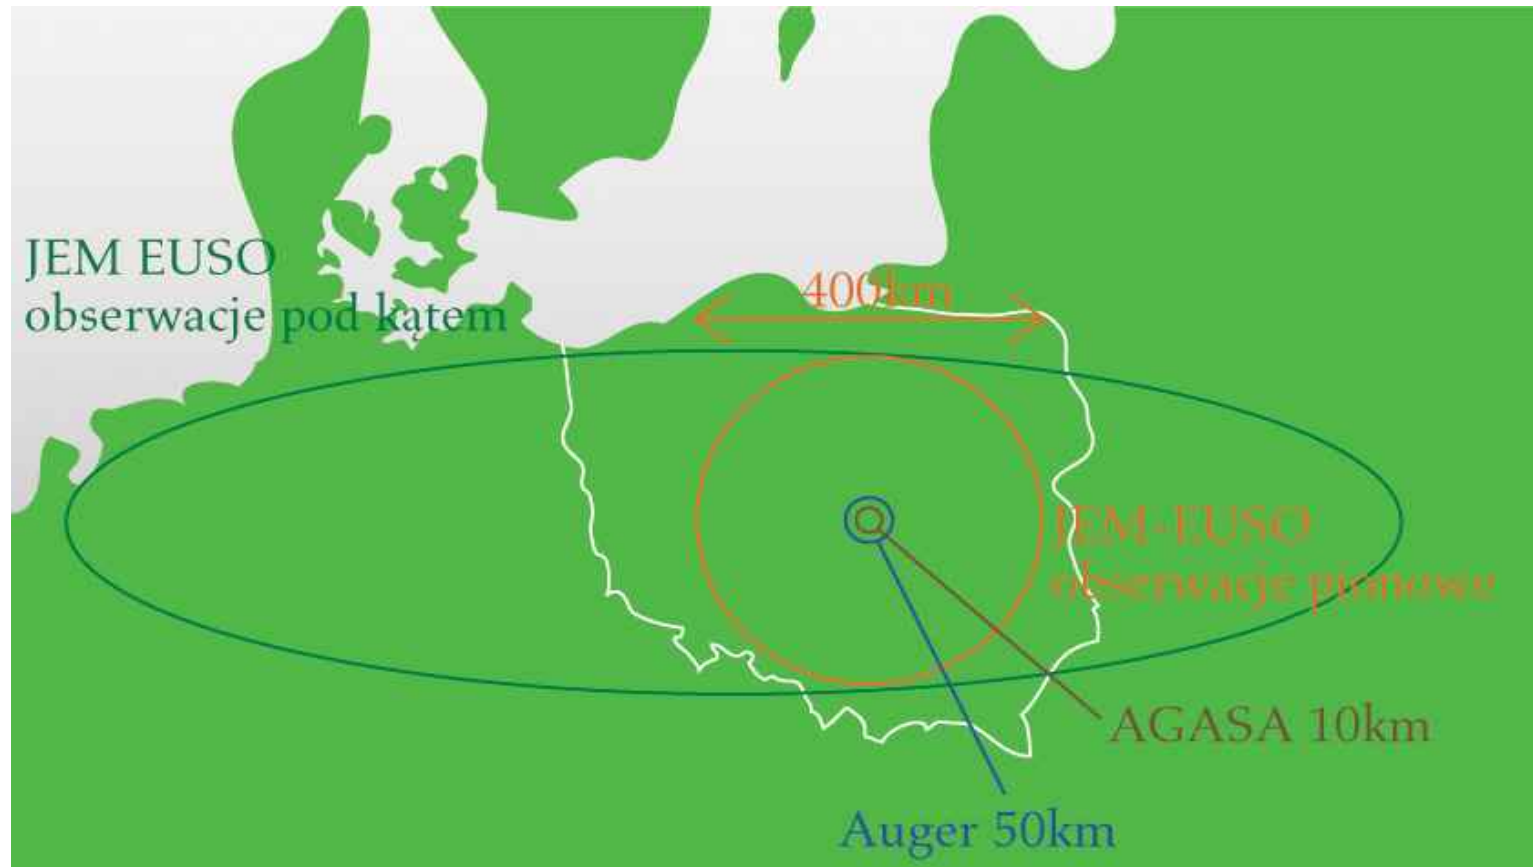 JEM EUSO
obserwacje pod kątem
400km
JEM-EUSO
obserwacje pionowe
AGASA 10km
Auger 50km